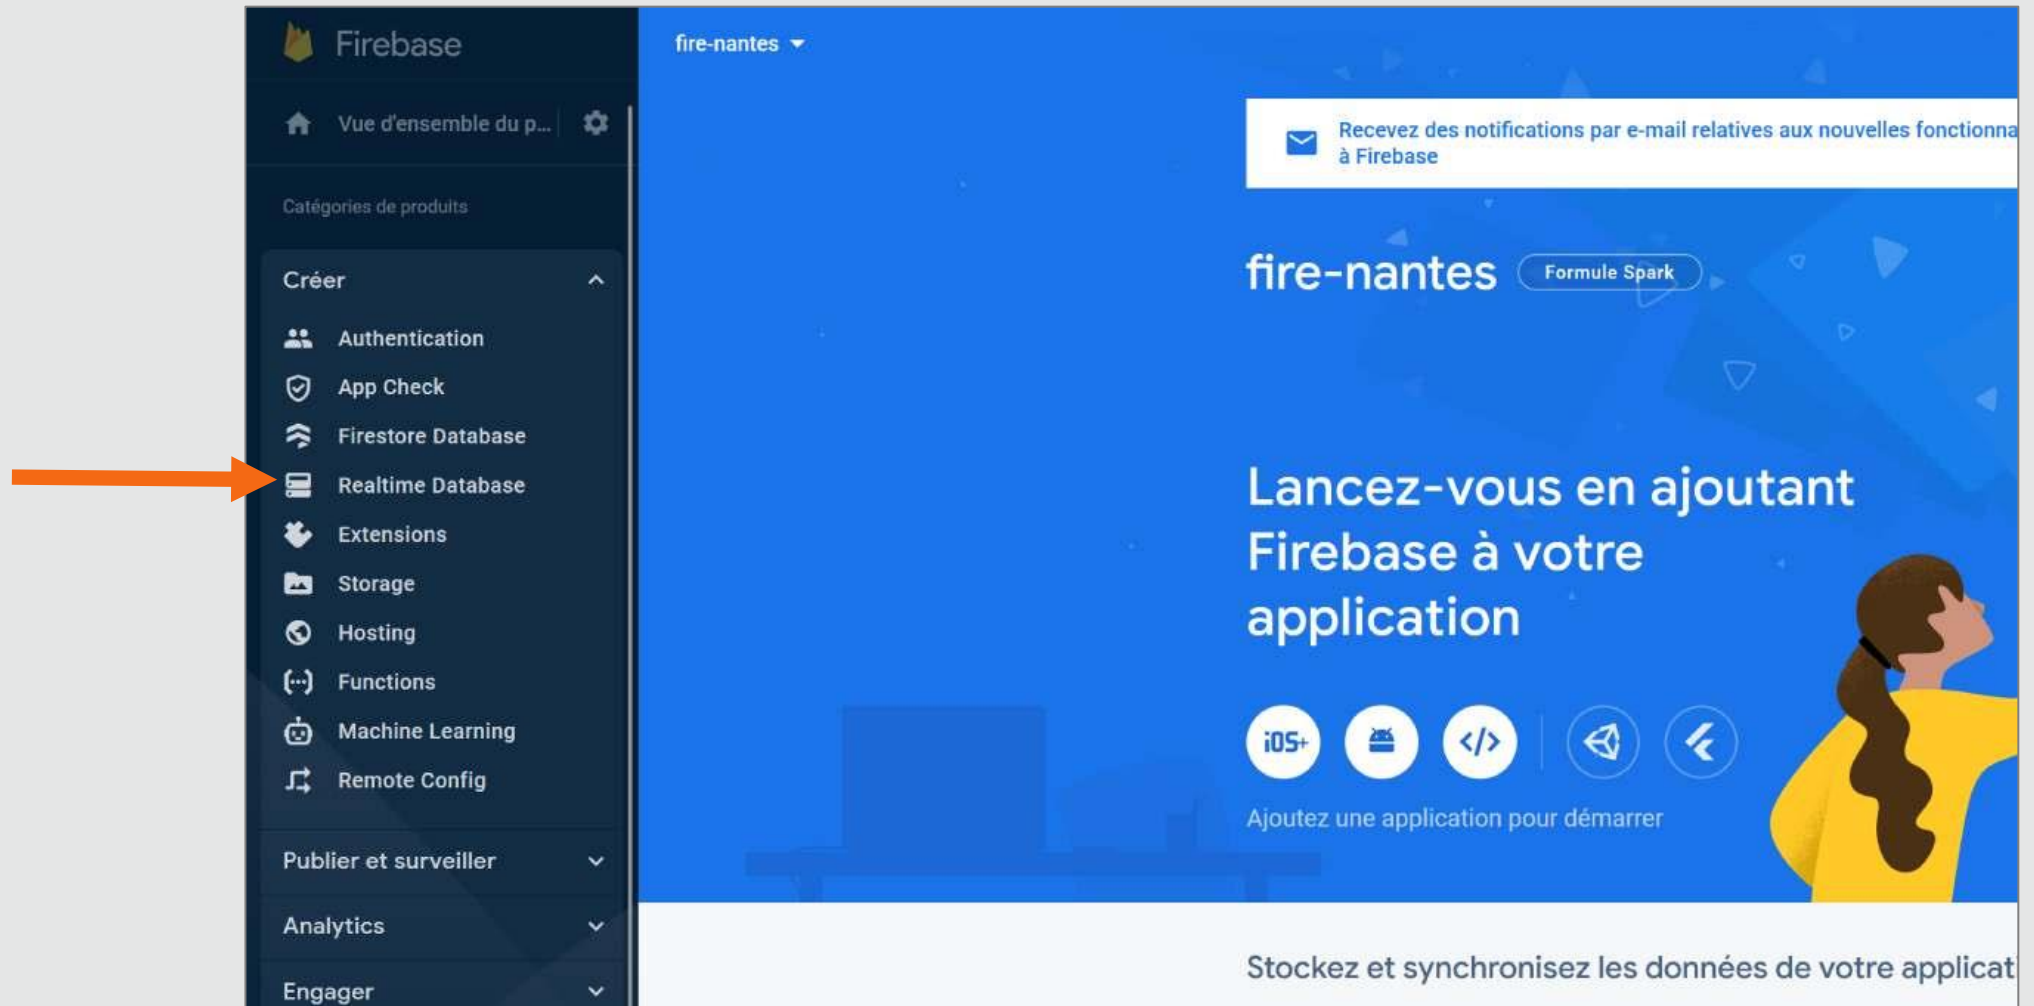 Firebase
Vue d'ensemble du p...
Catégories de produits
Créer
Authentication
App Check
Firestore Database
Realtime Database
Extensions
Storage
Hosting
Functions
Machine Learning
Remote Config
Publier et surveiller
Analytics
Engager
fire-nantes
Recevez des notifications par e-mail relatives aux nouvelles fonctionna
à Firebase
fire-nantes Formule Spark
Lancez-vous en ajoutant
Firebase à votre
application
iOS+ </>
Ajoutez une application pour démarrer
Stockez et synchronisez les données de votre applicat